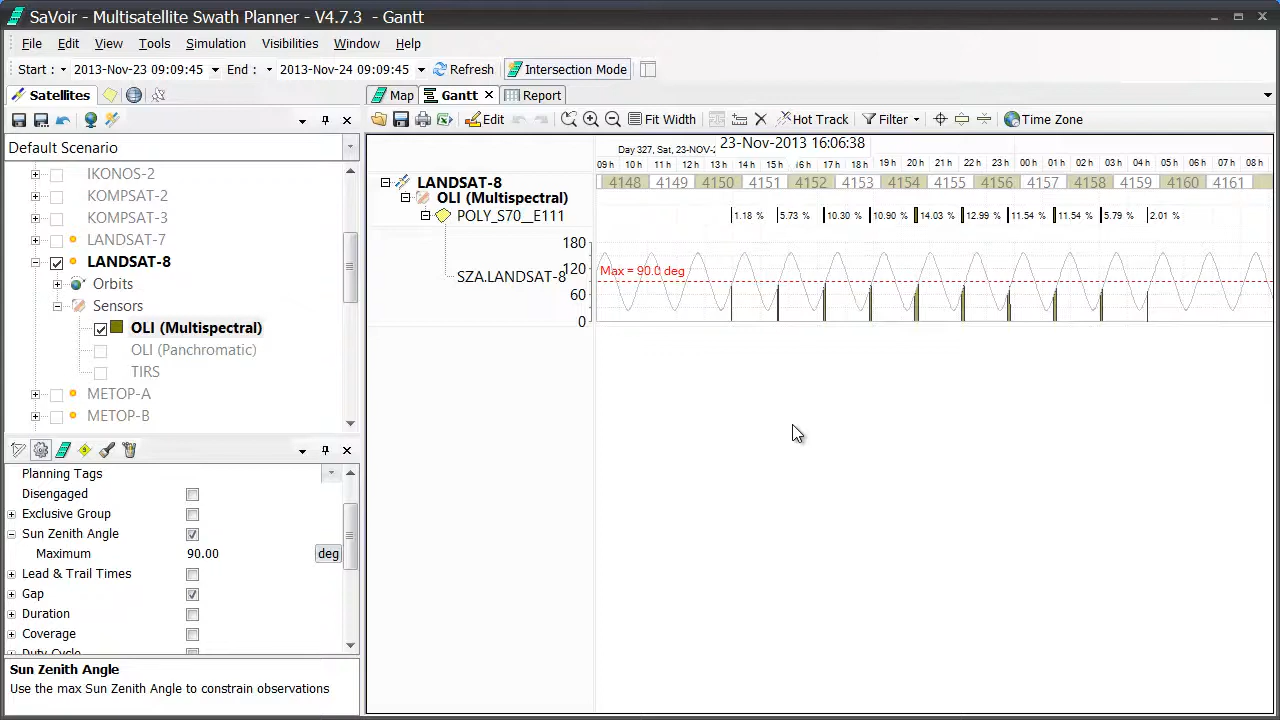 SaVoir - Multisatellite Swath Planner - V4.7.3 - Gantt
File Edit View Tools Simulation Visibilities Window Help
Start : 2013-Nov-23 09:09:45 End : 2013-Nov-24 09:09:45 Refresh Intersection Mode
Satellites
Map Gantt Report
Edit Fit Width Hot Track Filter Time Zone
Default Scenario
IKONOS-2
KOMPSAT-2
KOMPSAT-3
LANDSAT-7
LANDSAT-8
Orbits
Sensors
OLI (Multispectral)
OLI (Panchromatic)
TIRS
METOP-A
METOP-B
Planning Tags
Disengaged
Exclusive Group
Sun Zenith Angle
Maximum 90.00 deg
Lead & Trail Times
Gap
Duration
Coverage
Duty Cycle
Sun Zenith Angle
Use the max Sun Zenith Angle to constrain observations
Day 327, Sat, 23-NOV-
23-Nov-2013 16:06:38
09 h 10 h 11 h 12 h 13 h 14 h 15 h 16 h 17 h 18 h 19 h 20 h 21 h 22 h 23 h 00 h 01 h 02 h 03 h 04 h 05 h 06 h 07 h 08 h
LANDSAT-8 4148 4149 4150 4151 4152 4153 4154 4155 4156 4157 4158 4159 4160 4161
OLI (Multispectral)
POLY_S70__E111 1.18 % 5.73 % 10.30 % 10.90 % 14.03 % 12.99 % 11.54 % 11.54 % 5.79 % 2.01 %
180
120
60
0
SZA.LANDSAT-8
Max = 90.0 deg